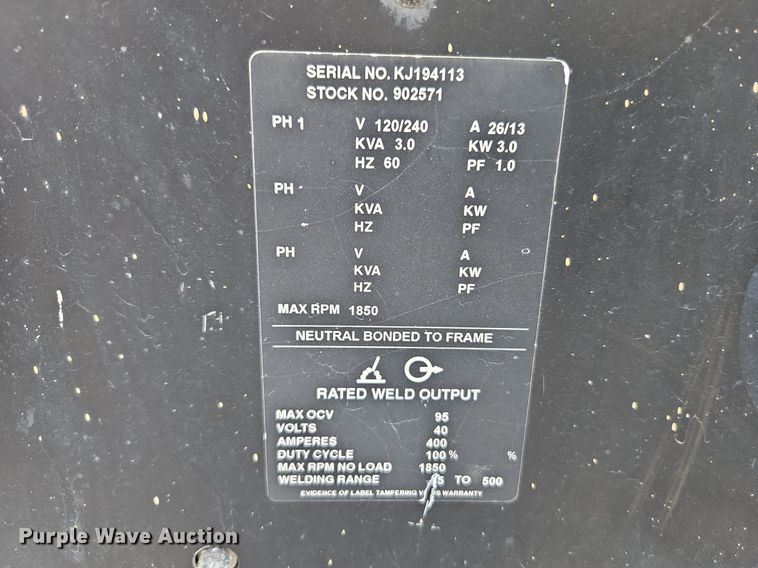 SERIAL NO. KJ194113
STOCK NO. 902571
PH 1 V 120/240 A 26/13
KVA 3.0 KW 3.0
HZ 60 PF 1.0
PH V A
KVA KW
HZ PF
PH V A
KVA KW
HZ PF
MAX RPM 1850
NEUTRAL BONDED TO FRAME
RATED WELD OUTPUT
MAX OCV 95
VOLTS 40
AMPERES 400
DUTY CYCLE 100 % %
MAX RPM NO LOAD 1850
WELDING RANGE TO 500
EVIDENCE OF LABEL TAMPERING WARRANTY
Purple Wave Auction